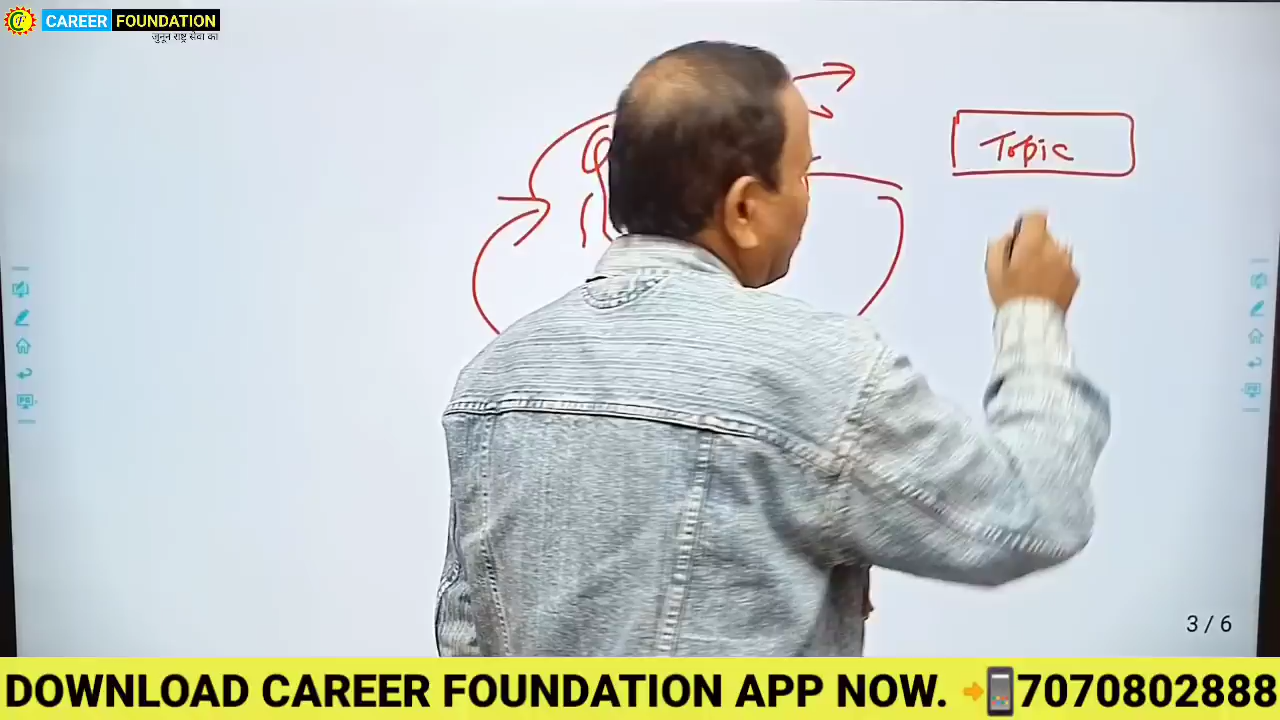 CAREER FOUNDATION
जुनून राष्ट्र सेवा का
Topic
3 / 6
DOWNLOAD CAREER FOUNDATION APP NOW. 7070802888